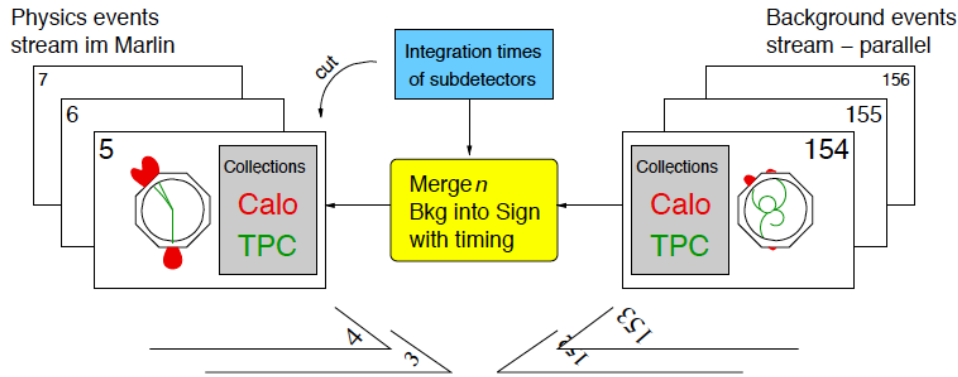 Physics events
stream im Marlin
7
6
5
Collections
Calo
TPC
cut
Integration times
of subdetectors
Merge n
Bkg into Sign
with timing
Background events
stream – parallel
156
155
154
Collections
Calo
TPC
4
3
153
152